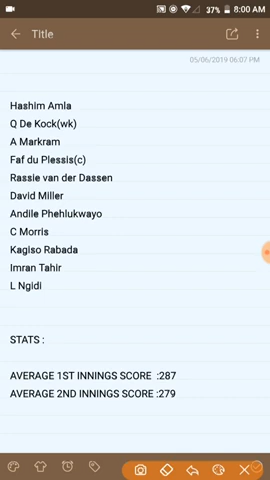 37% 8:00 AM
Title
05/06/2019 06:07 PM
Hashim Amla
Q De Kock(wk)
A Markram
Faf du Plessis(c)
Rassie van der Dassen
David Miller
Andile Phehlukwayo
C Morris
Kagiso Rabada
Imran Tahir
L Ngidi
STATS :
AVERAGE 1ST INNINGS SCORE :287
AVERAGE 2ND INNINGS SCORE :279